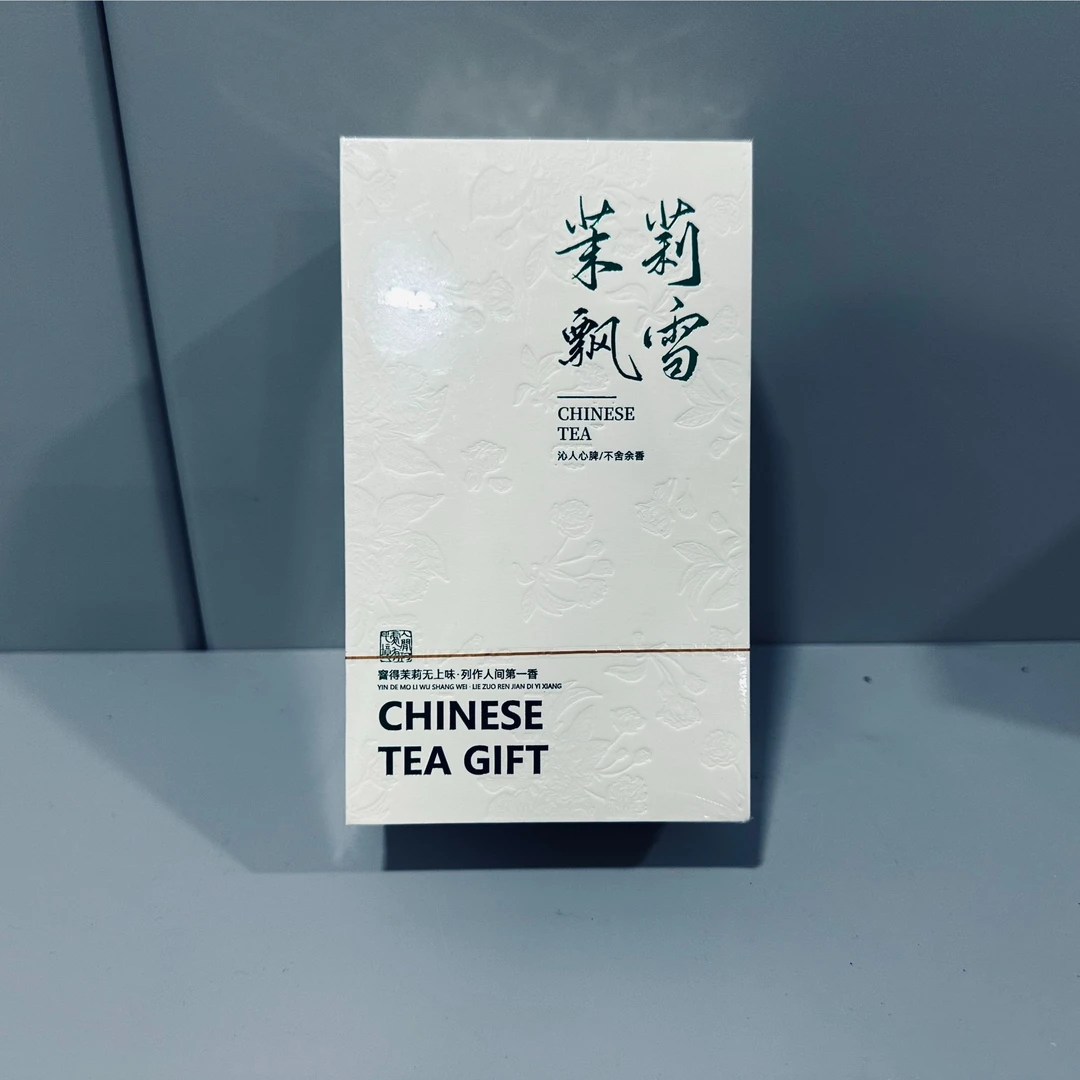 茉莉
飘雪
CHINESE
TEA
沁人心脾/不舍余香
窨得茉莉无上味·列作人间第一香
YIN DE MO LI WU SHANG WEI · LIE ZUO REN JIAN DI YI XIANG
CHINESE
TEA GIFT